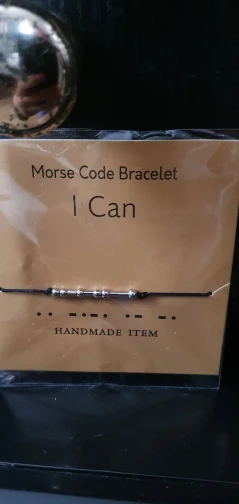 Morse Code Bracelet
I Can
•• ▬•▬• •▬ ▬•
HANDMADE ITEM